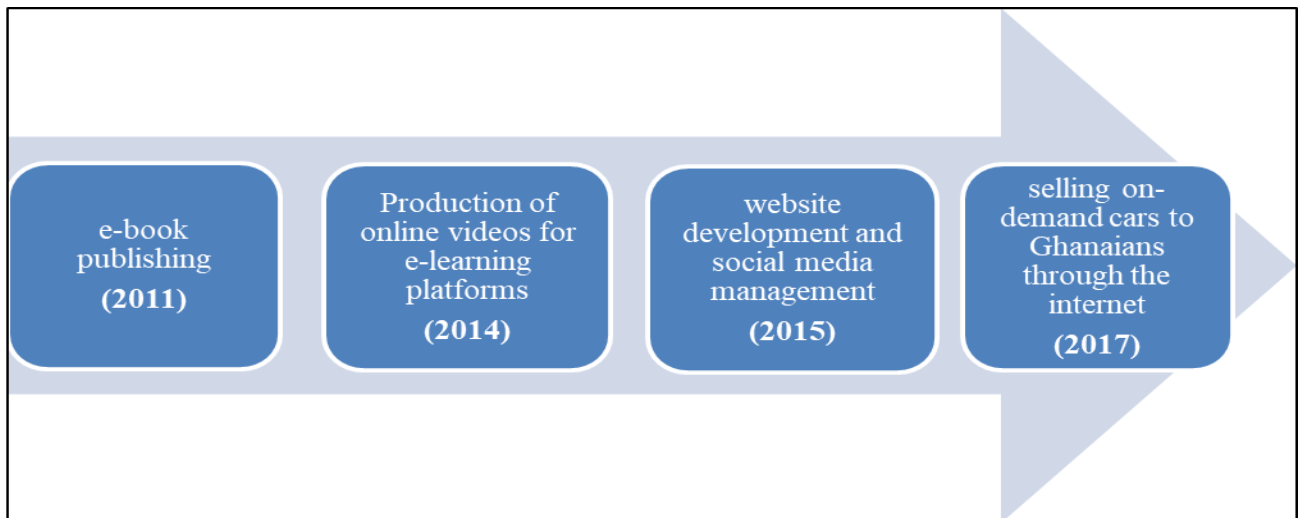 e-book
publishing
(2011)
Production of
online videos for
e-learning
platforms
(2014)
website
development and
social media
management
(2015)
selling on-
demand cars to
Ghanaians
through the
internet
(2017)